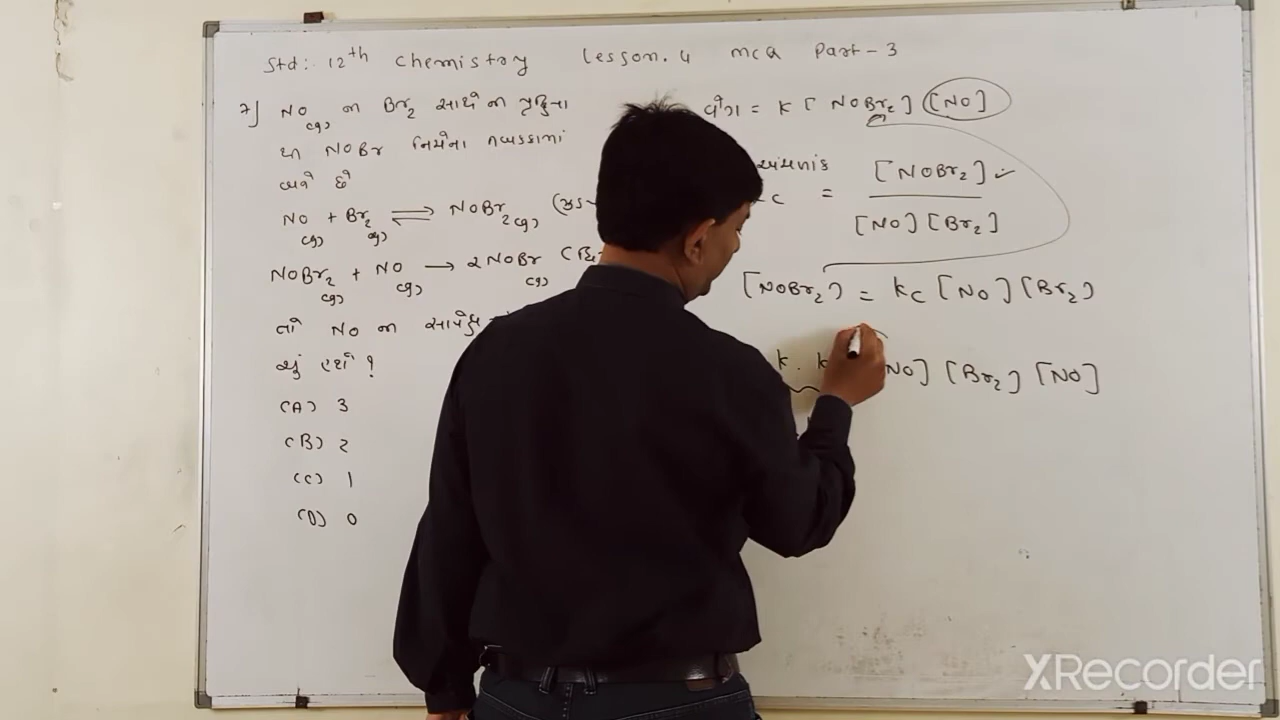 Std: 12th Chemistry Lesson. 4 MCQ Part - 3
7] NO(g) ના Br2 સાથેના
થી NOBr નીચેના તબક્કામાં
બને છે
NO(g) + Br2(g) ⇌ NOBr2(g)
NOBr2(g) + NO(g) → 2NOBr(g)
તો NO ના સાપેક્ષ
શું હશે ?
(A) 3
(B) 2
(C) 1
(D) 0
વેગ = K [NOBr2] [NO]
= [NOBr2] / [NO][Br2]
[NOBr2] = KC [NO][Br2]
K . K NO] [Br2] [NO]
XRecorder